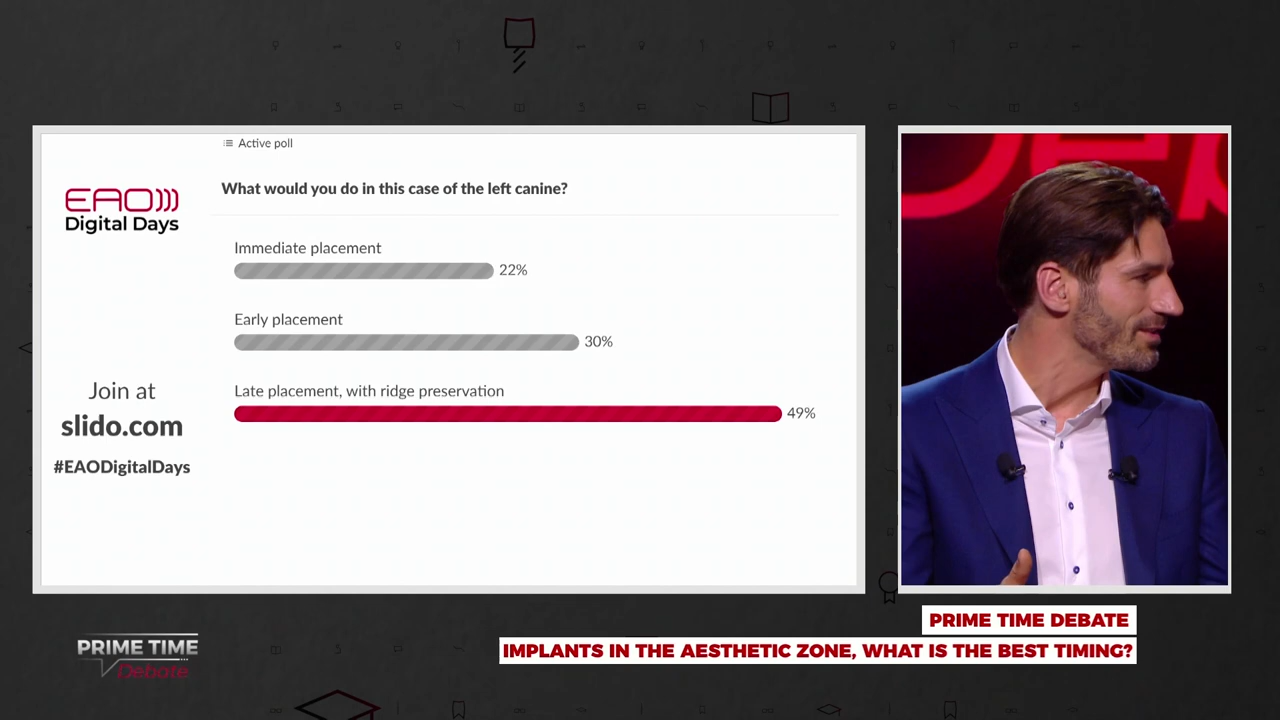 Active poll
EAO
Digital Days
What would you do in this case of the left canine?
Immediate placement
22%
Early placement
30%
Late placement, with ridge preservation
49%
Join at
slido.com
#EAODigitalDays
PRIME TIME DEBATE
IMPLANTS IN THE AESTHETIC ZONE, WHAT IS THE BEST TIMING?
PRIME TIME
Debate